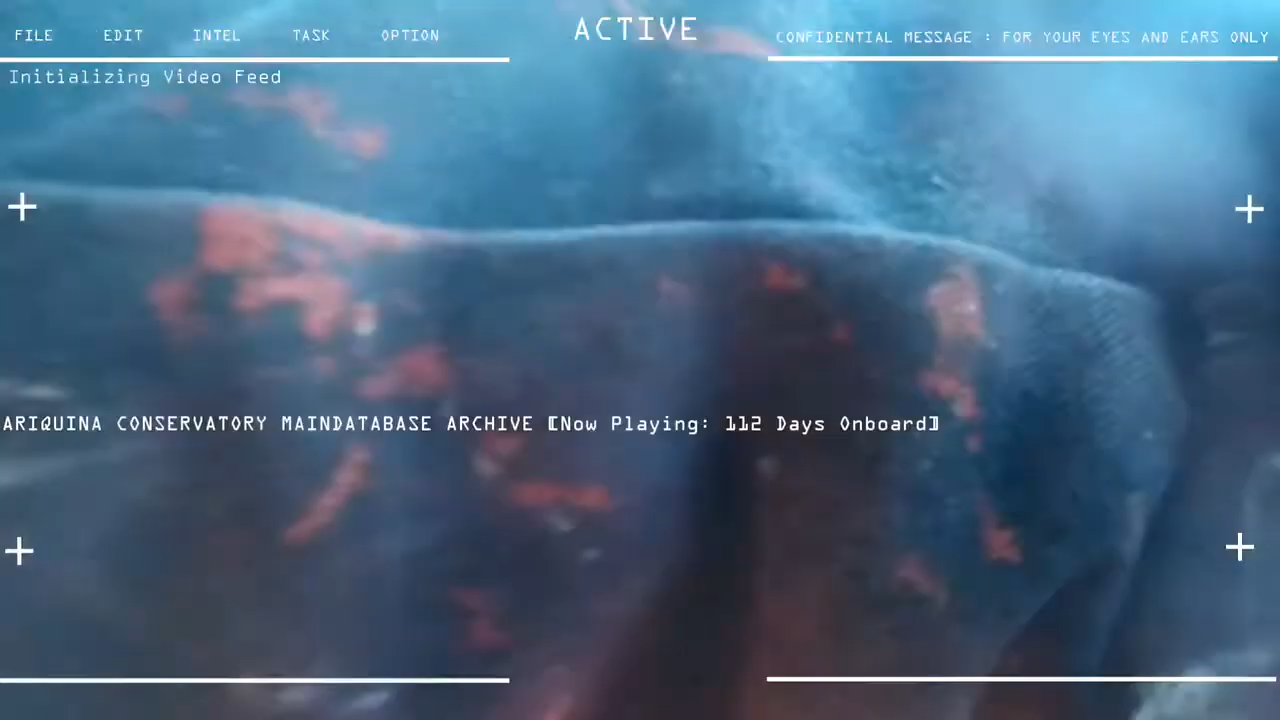 FILE EDIT INTEL TASK OPTION
ACTIVE
CONFIDENTIAL MESSAGE : FOR YOUR EYES AND EARS ONLY
Initializing Video Feed
ARIQUINA CONSERVATORY MAINDATABASE ARCHIVE [Now Playing: 112 Days Onboard]